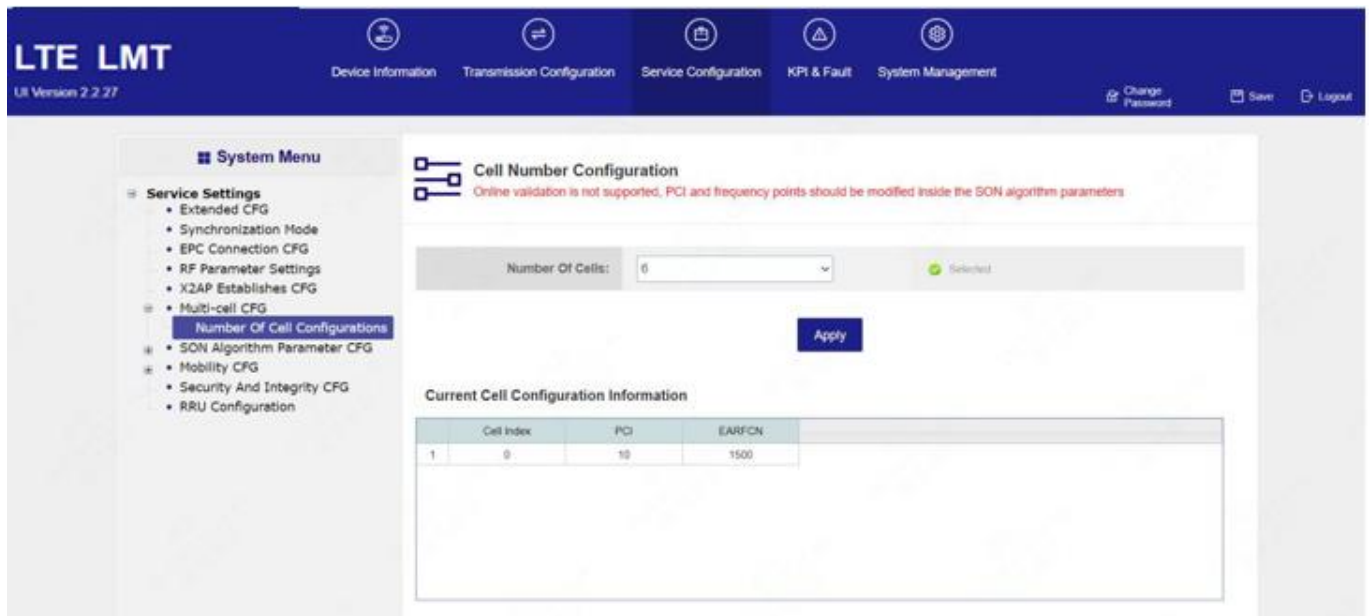 LTE LMT
UI Version 2.2.27
Device Information
Transmission Configuration
Service Configuration
KPI & Fault
System Management
Change
Password
Save
Logout
System Menu
Service Settings
Extended CFG
Synchronization Mode
EPC Connection CFG
RF Parameter Settings
X2AP Establishes CFG
Multi-cell CFG
Number Of Cell Configurations
SON Algorithm Parameter CFG
Mobility CFG
Security And Integrity CFG
RRU Configuration
Cell Number Configuration
Online validation is not supported, PCI and frequency points should be modified inside the SON algorithm parameters
Number Of Cells: 6 Selected
Apply
Current Cell Configuration Information
Cell Index PCI EARFCN
1 0 10 1500